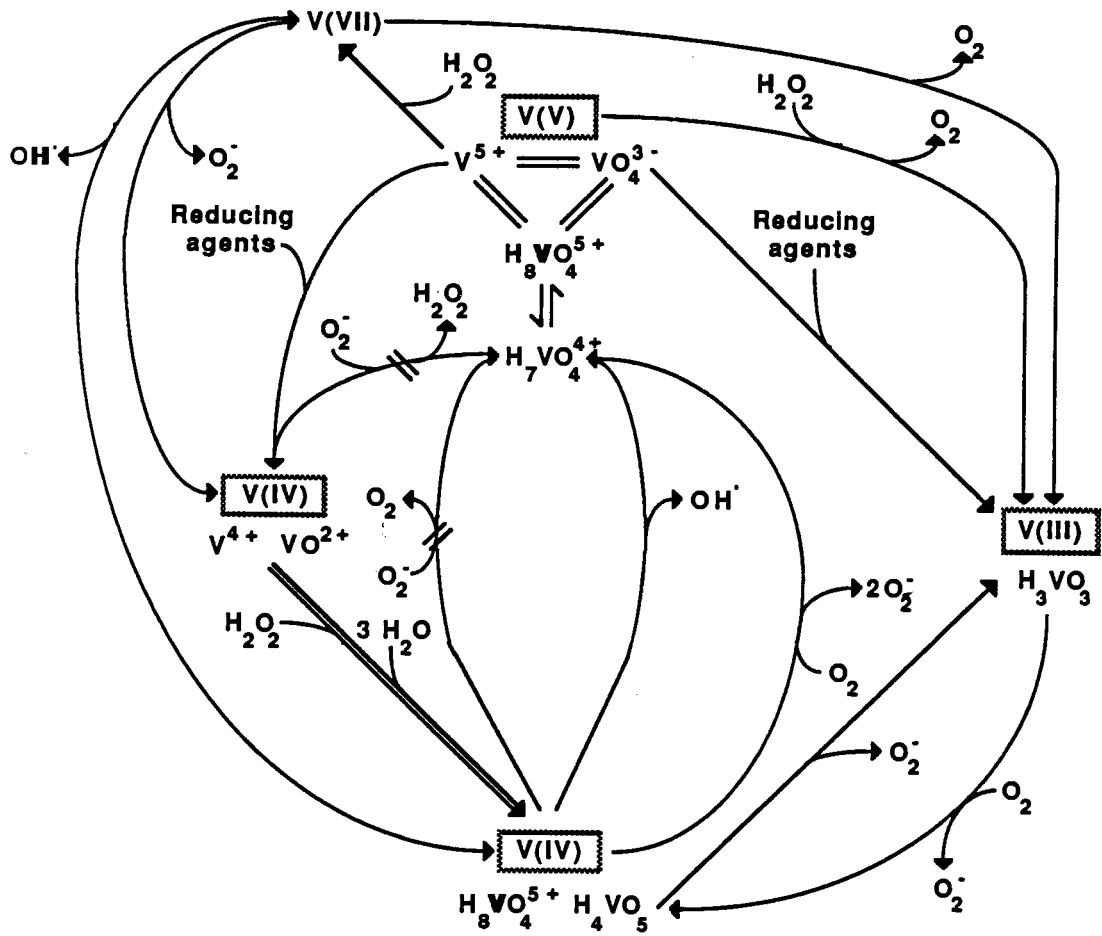 V(VII)
O2
H2O2
H2O2
V(V)
O2
OH·
O2-
V5+ VO43-
Reducing
agents
Reducing
agents
H8VO45+
H2O2
O2-
H7VO44+
V(IV)
O2
OH·
V(III)
V4+ VO2+
O2-
H3VO3
2O2-
H2O2
3 H2O
O2
O2-
O2
V(IV)
O2-
H8VO45+ H4VO5